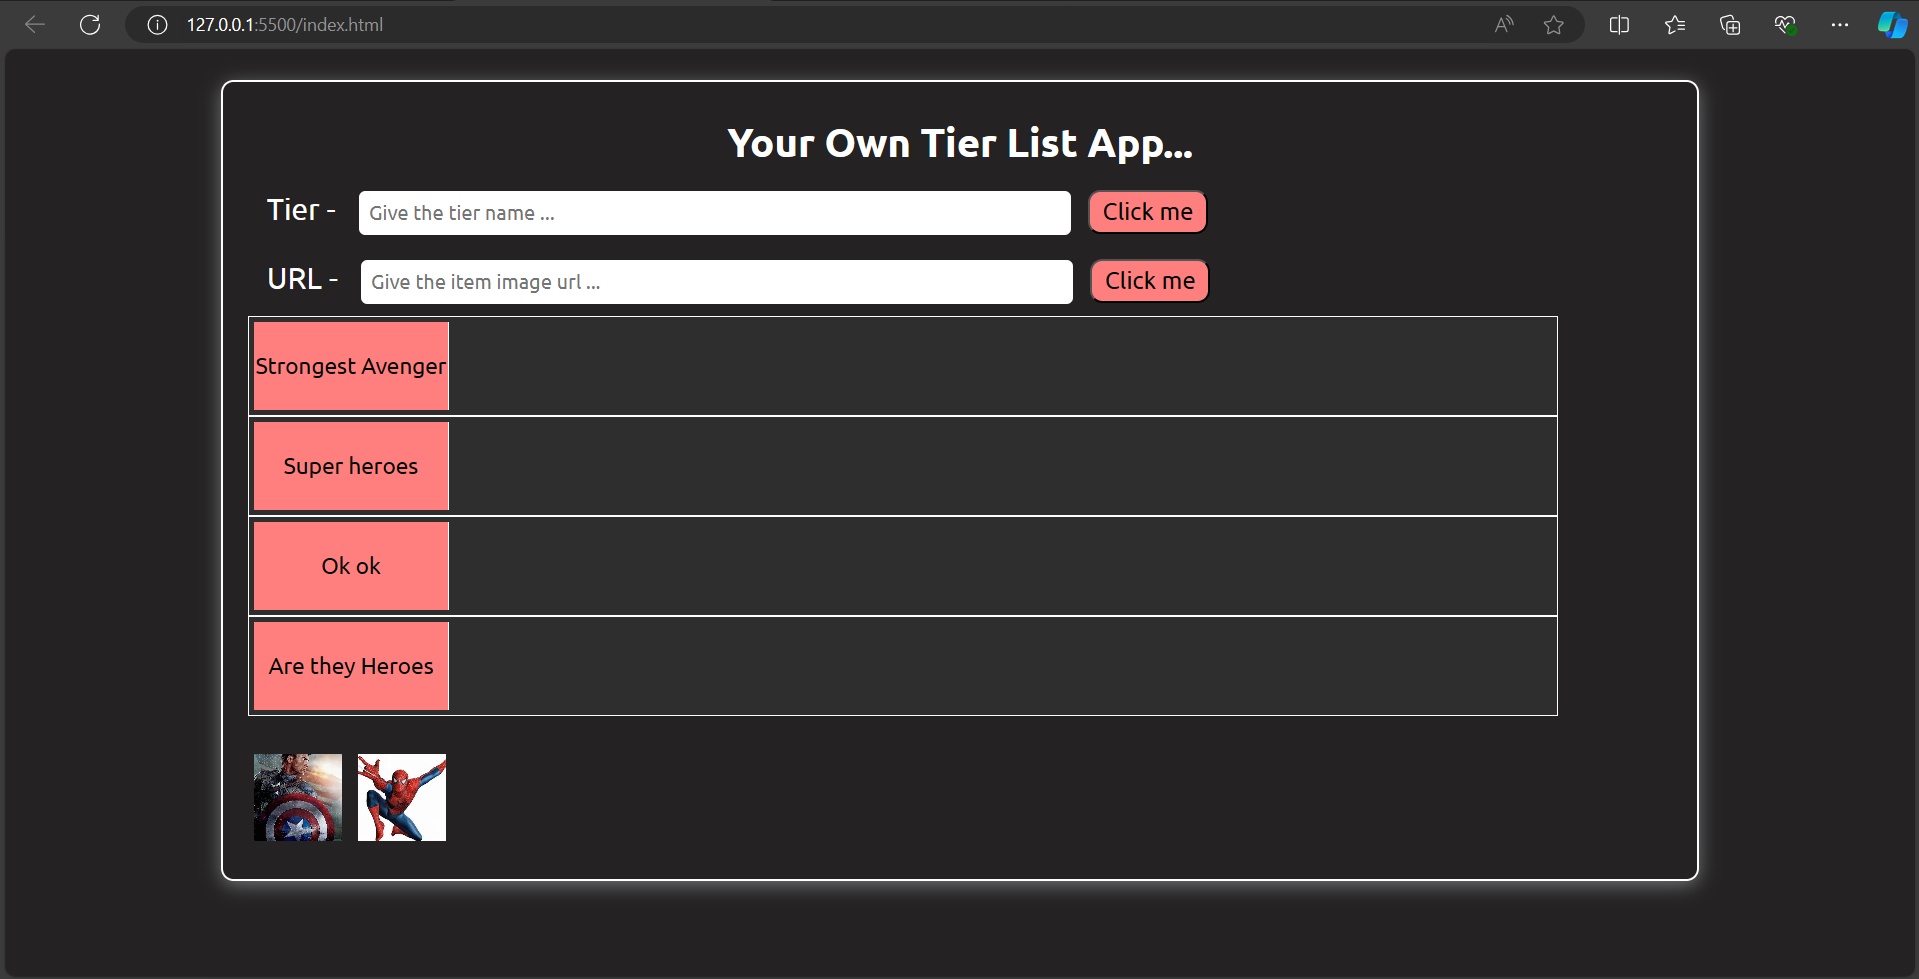 127.0.0.1:5500/index.html
Your Own Tier List App...
Tier - Give the tier name ... Click me
URL - Give the item image url ... Click me
Strongest Avenger
Super heroes
Ok ok
Are they Heroes